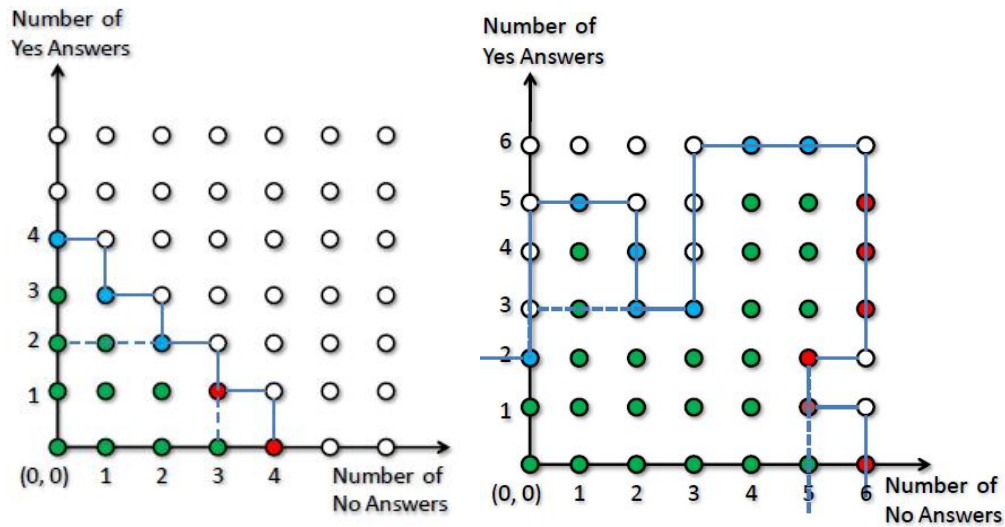 Number of
Yes Answers
4
3
2
1
(0, 0)
1
2
3
4
Number of
No Answers
Number of
Yes Answers
6
5
4
3
2
1
(0, 0)
1
2
3
4
5
6
Number of
No Answers